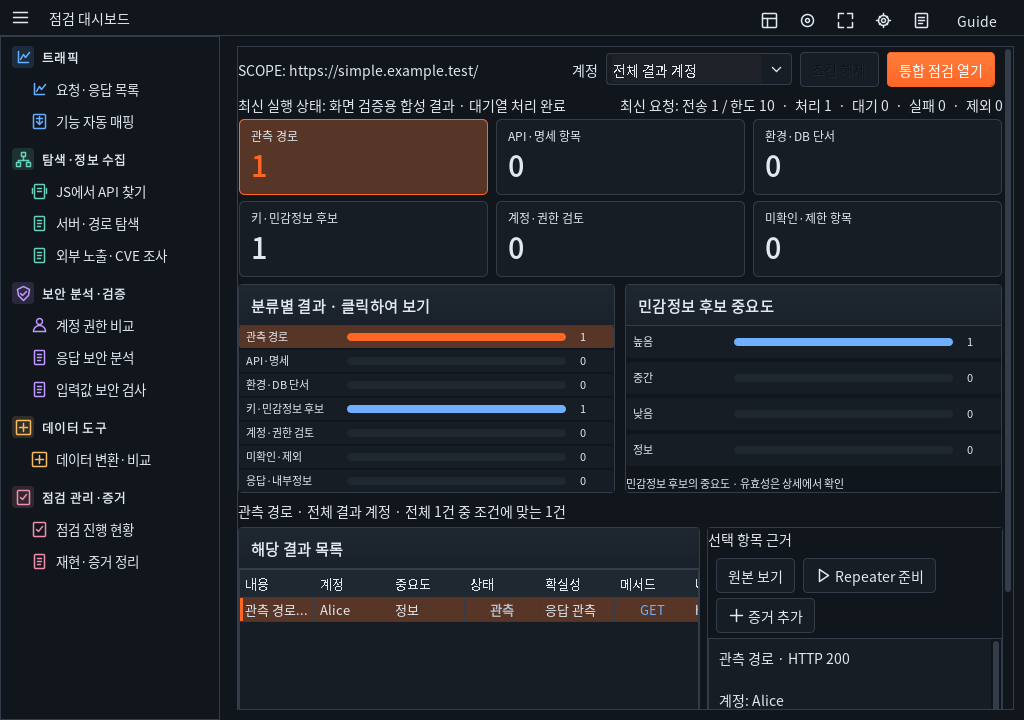 점검 대시보드
Guide
트래픽
요청·응답 목록
기능 자동 매핑
탐색·정보 수집
JS에서 API 찾기
서버·경로 탐색
외부 노출·CVE 조사
보안 분석·검증
계정 권한 비교
응답 보안 분석
입력값 보안 검사
데이터 도구
데이터 변환·비교
점검 관리·증거
점검 진행 현황
재현·증거 정리
SCOPE: https://simple.example.test/
계정
전체 결과 계정
통합 점검 열기
최신 실행 상태: 화면 검증용 합성 결과 · 대기열 처리 완료
최신 요청: 전송 1 / 한도 10 · 처리 1 · 대기 0 · 실패 0 · 제외 0
관측 경로
1
API·명세 항목
0
환경·DB 단서
0
키·민감정보 후보
1
계정·권한 검토
0
미확인·제한 항목
0
분류별 결과 · 클릭하여 보기
관측 경로 1
API·명세 0
환경·DB 단서 0
키·민감정보 후보 1
계정·권한 검토 0
미확인·제외 0
응답·내부정보 0
민감정보 후보 중요도
높음 1
중간 0
낮음 0
정보 0
민감정보 후보의 중요도 · 유효성은 상세에서 확인
관측 경로 · 전체 결과 계정 · 전체 1건 중 조건에 맞는 1건
해당 결과 목록
내용 계정 중요도 상태 확실성 메서드
관측 경로... Alice 정보 관측 응답 관측 GET
선택 항목 근거
원본 보기
Repeater 준비
증거 추가
관측 경로 · HTTP 200
계정: Alice